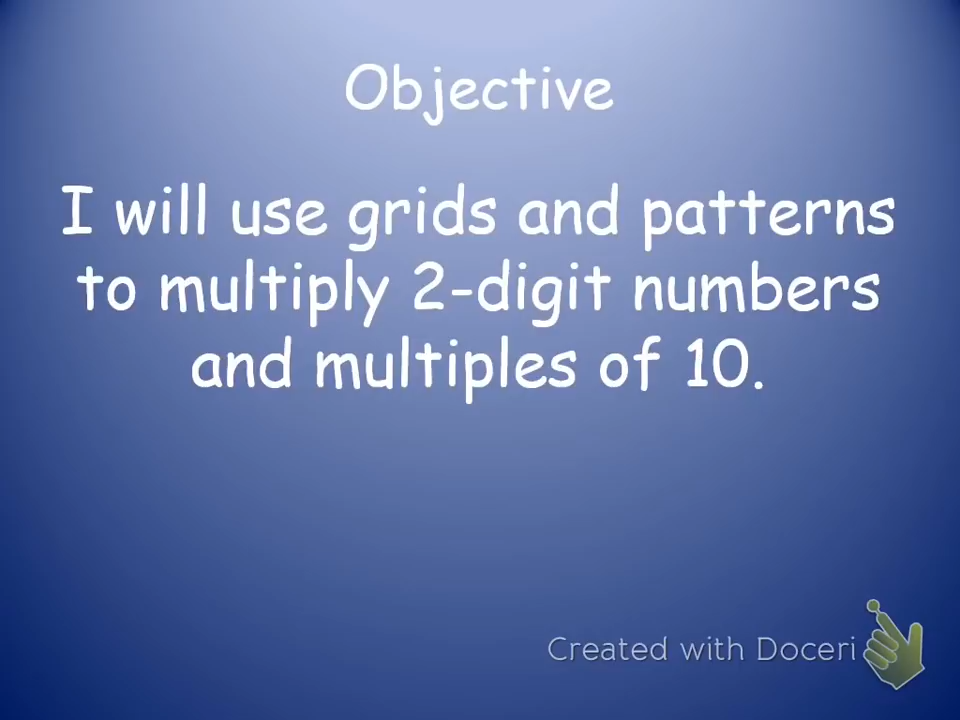 Objective
I will use grids and patterns
to multiply 2-digit numbers
and multiples of 10.
Created with Doceri